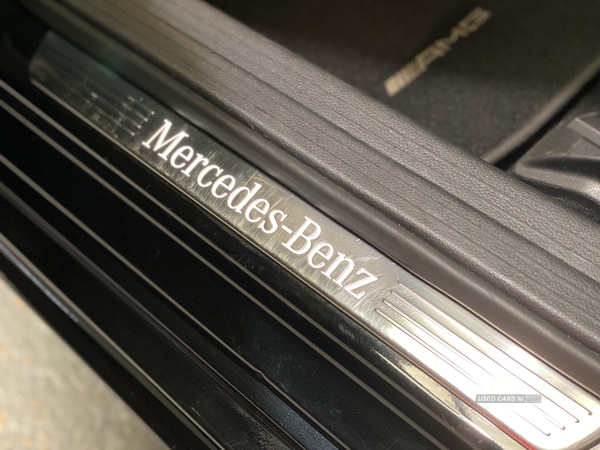 AMG
Mercedes-Benz
USED CARS NI